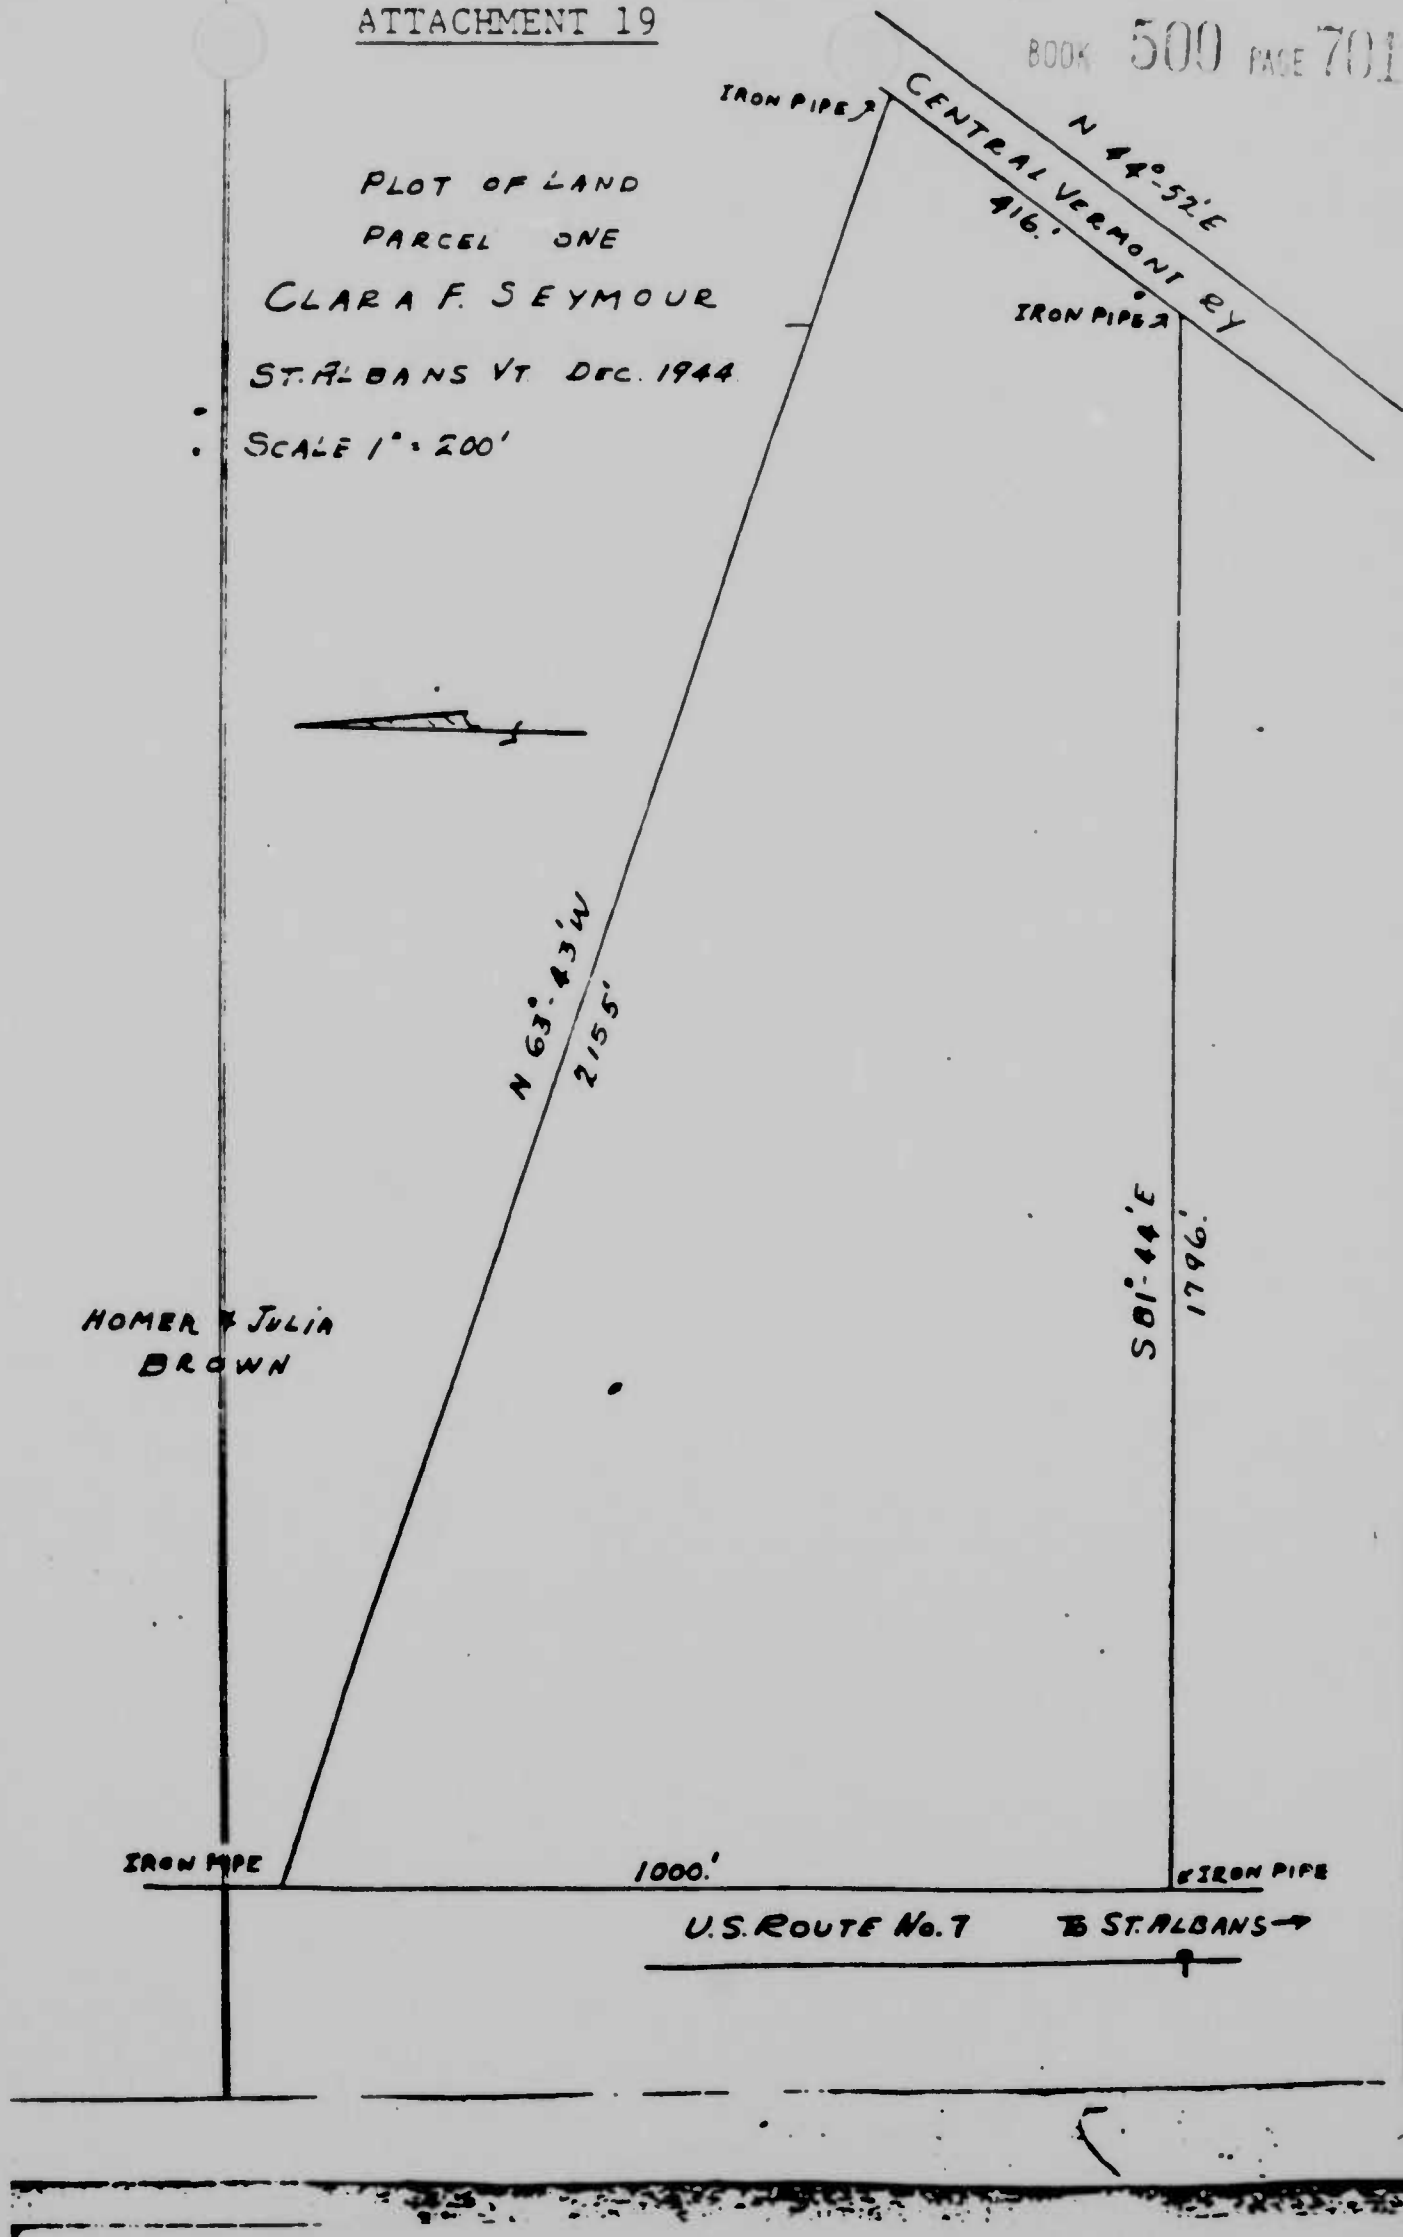 ATTACHMENT 19
BOOK 500 PAGE 701
IRON PIPE
CENTRAL VERMONT RY
N 44°-52'E
416.'
IRON PIPE
PLOT OF LAND
PARCEL ONE
CLARA F. SEYMOUR
ST. ALBANS VT DEC. 1944
SCALE 1" = 200'
N 63°-43'W
2155'
S81°-44'E
1796.'
HOMER & JULIA
BROWN
IRON PIPE
1000.'
IRON PIPE
U.S. ROUTE No. 7 TO ST. ALBANS→